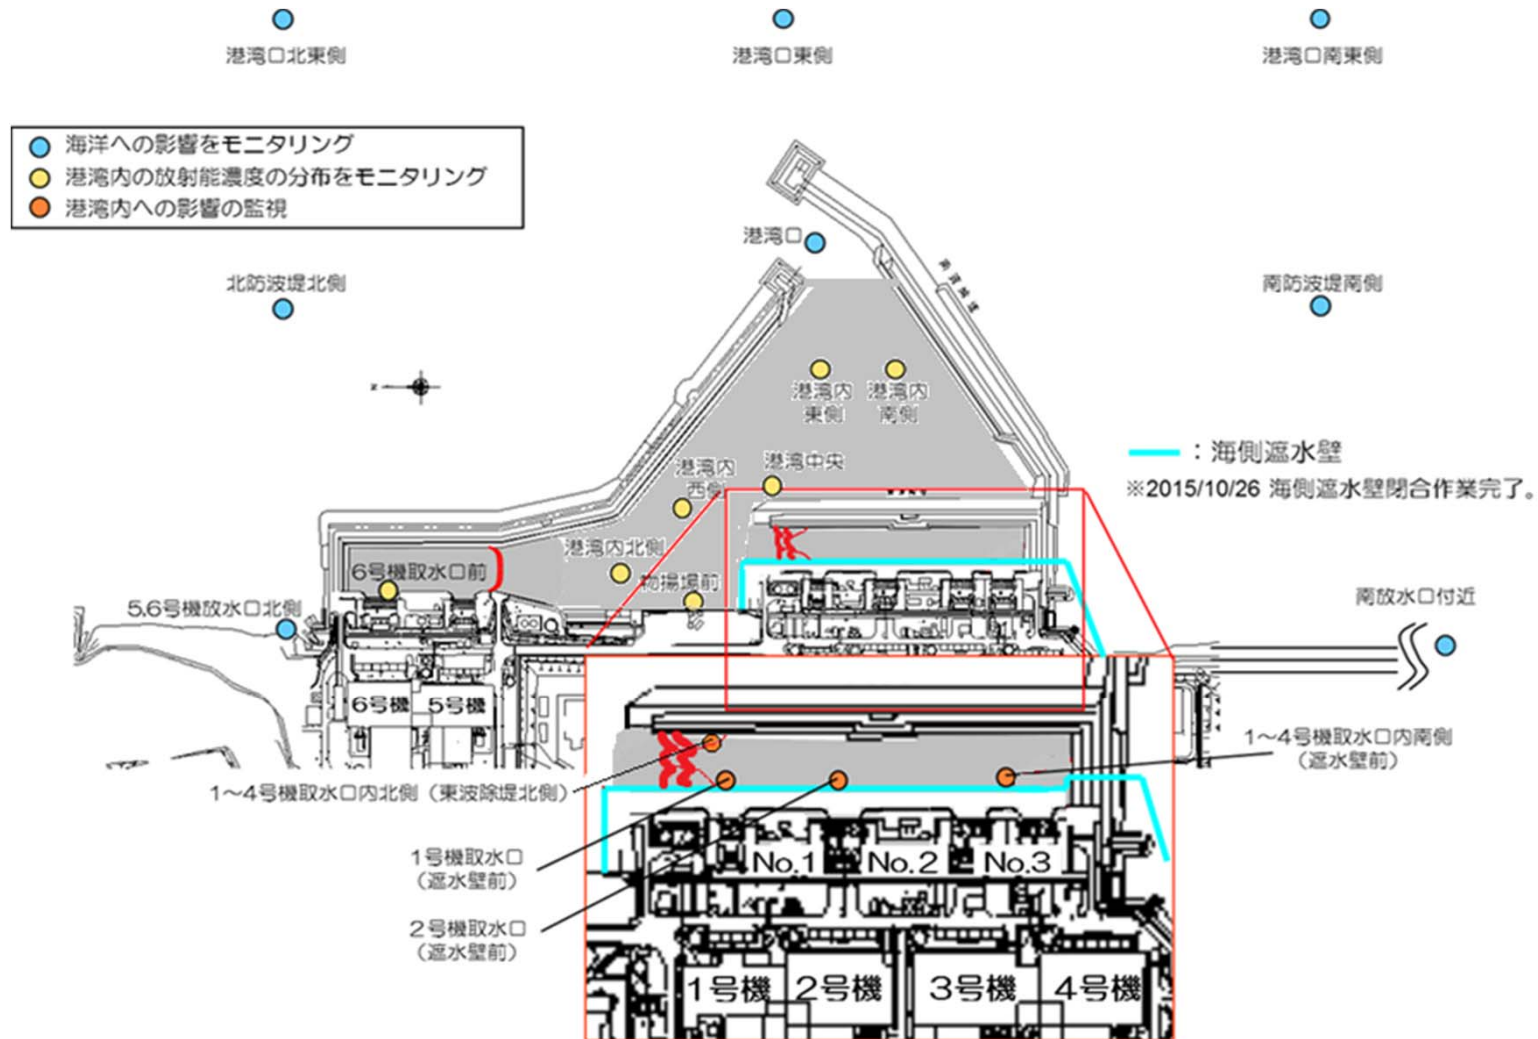 港湾口北東側
港湾口東側
港湾口南東側
海洋への影響をモニタリング
港湾内の放射能濃度の分布をモニタリング
港湾内への影響の監視
港湾口
北防波堤北側
南防波堤南側
港湾内
東側
港湾内
南側
:海側遮水壁
※2015/10/26 海側遮水壁閉合作業完了。
港湾内
西側
港湾中央
港湾内北側
物揚場前
6号機取水口前
5,6号機放水口北側
南放水口付近
6号機
5号機
1~4号機取水口内南側
(遮水壁前)
1~4号機取水口内北側(東波除堤北側)
1号機取水口
(遮水壁前)
2号機取水口
(遮水壁前)
No.1
No.2
No.3
1号機
2号機
3号機
4号機